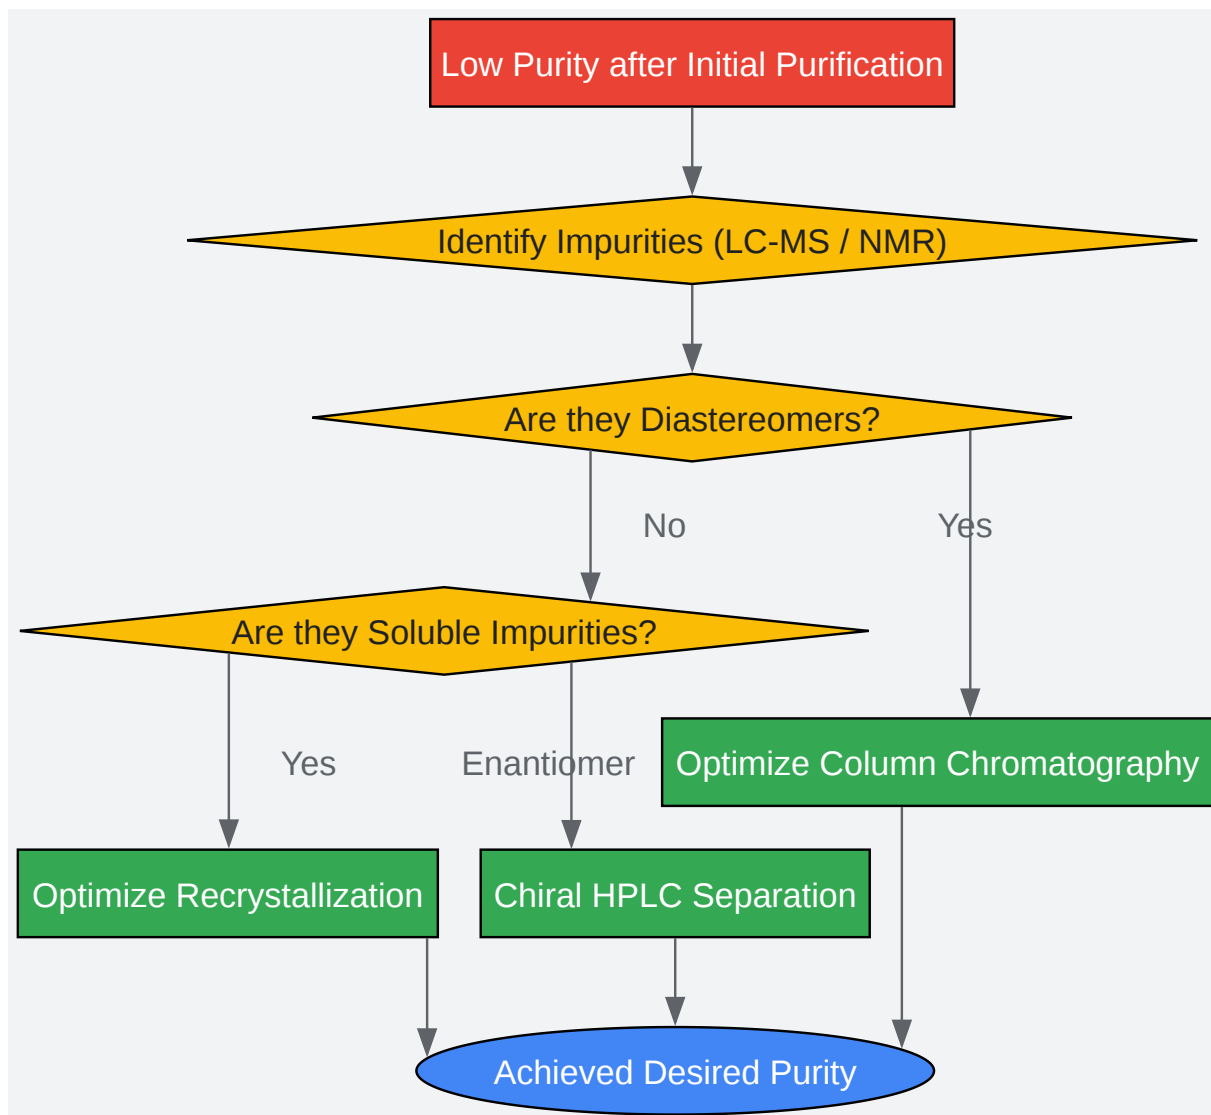 Low Purity after Initial Purification
Identify Impurities (LC-MS / NMR)
Are they Diastereomers?
No
Yes
Are they Soluble Impurities?
Yes
Enantiomer
Optimize Column Chromatography
Optimize Recrystallization
Chiral HPLC Separation
Achieved Desired Purity